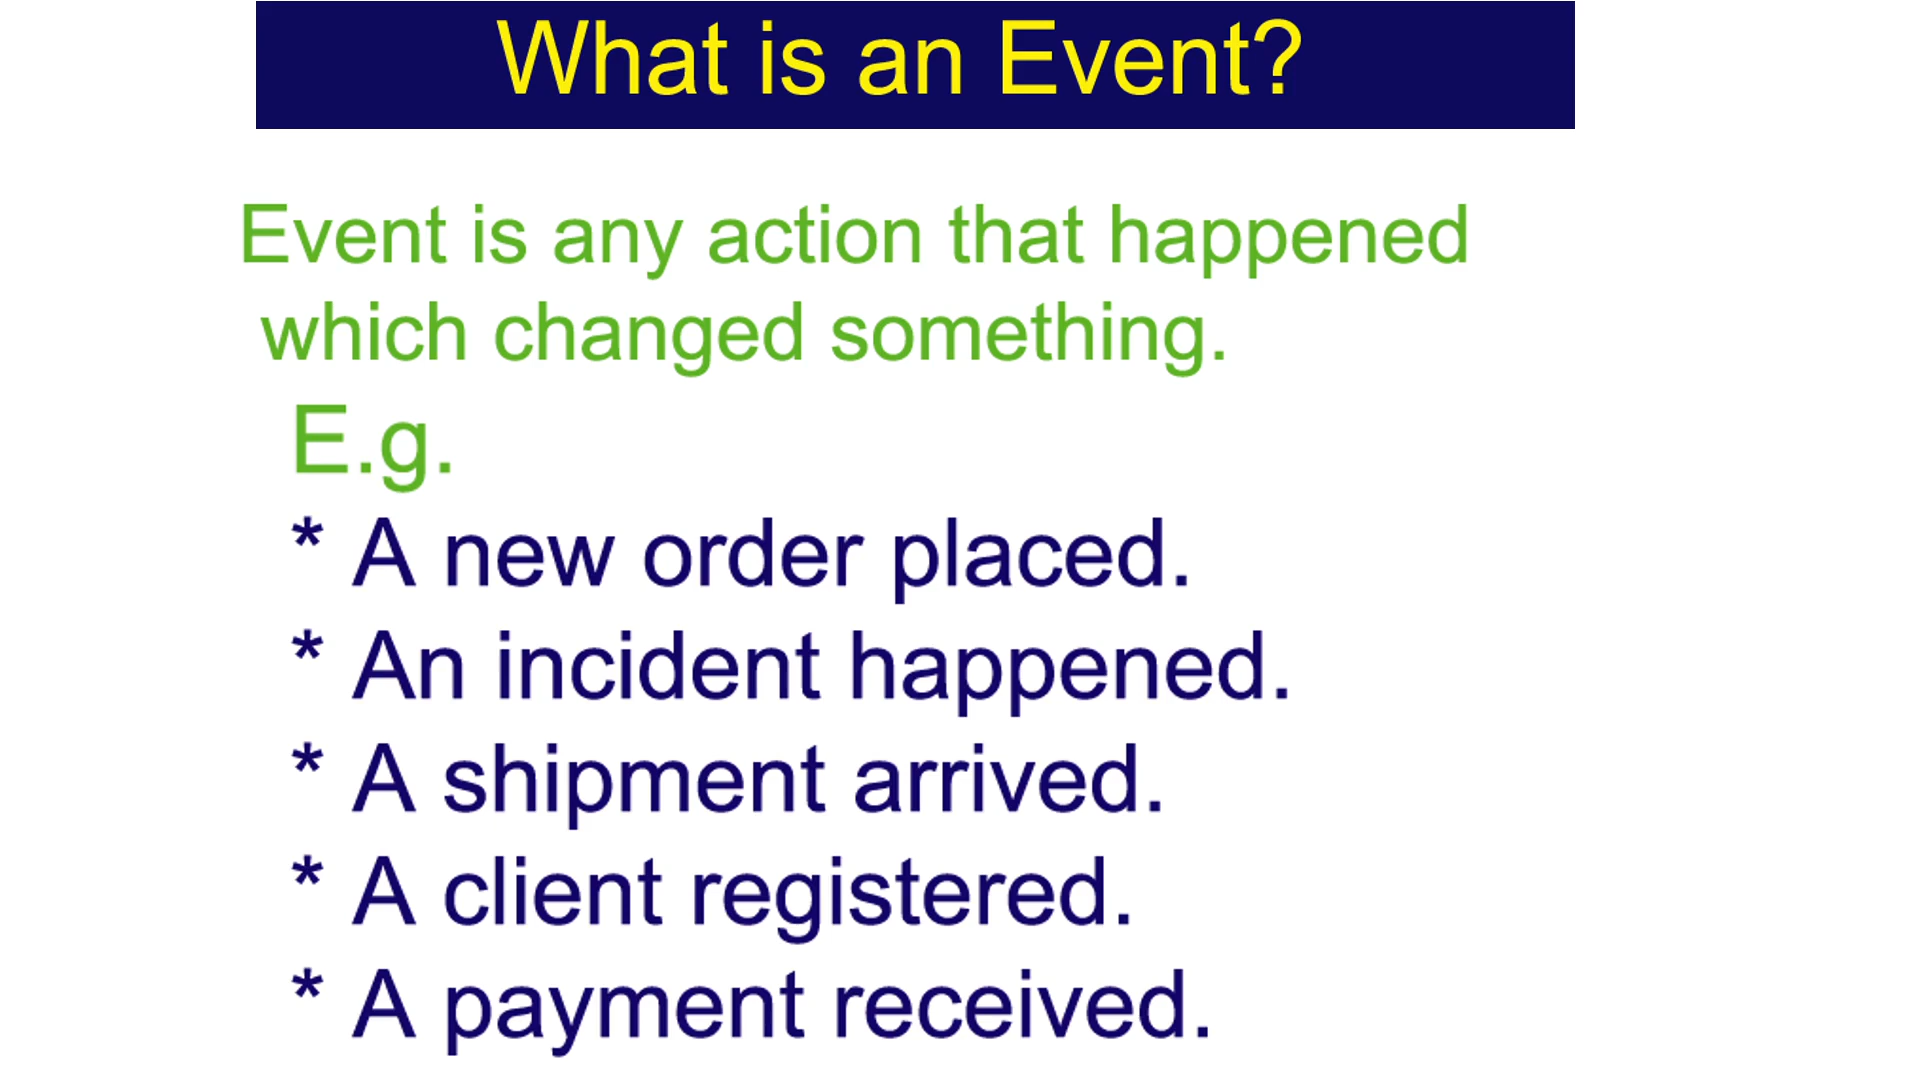 What is an Event?
Event is any action that happened
which changed something.
E.g.
* A new order placed.
* An incident happened.
* A shipment arrived.
* A client registered.
* A payment received.